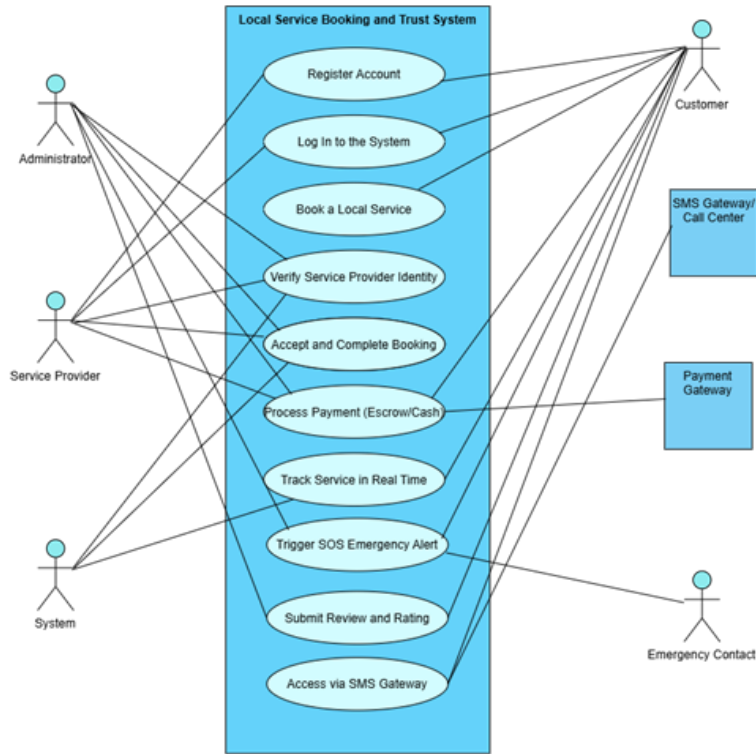 Local Service Booking and Trust System
Register Account
Log In to the System
Book a Local Service
Verify Service Provider Identity
Accept and Complete Booking
Process Payment (Escrow/Cash)
Track Service in Real Time
Trigger SOS Emergency Alert
Submit Review and Rating
Access via SMS Gateway
Administrator
Service Provider
System
Customer
SMS Gateway/
Call Center
Payment
Gateway
Emergency Contact